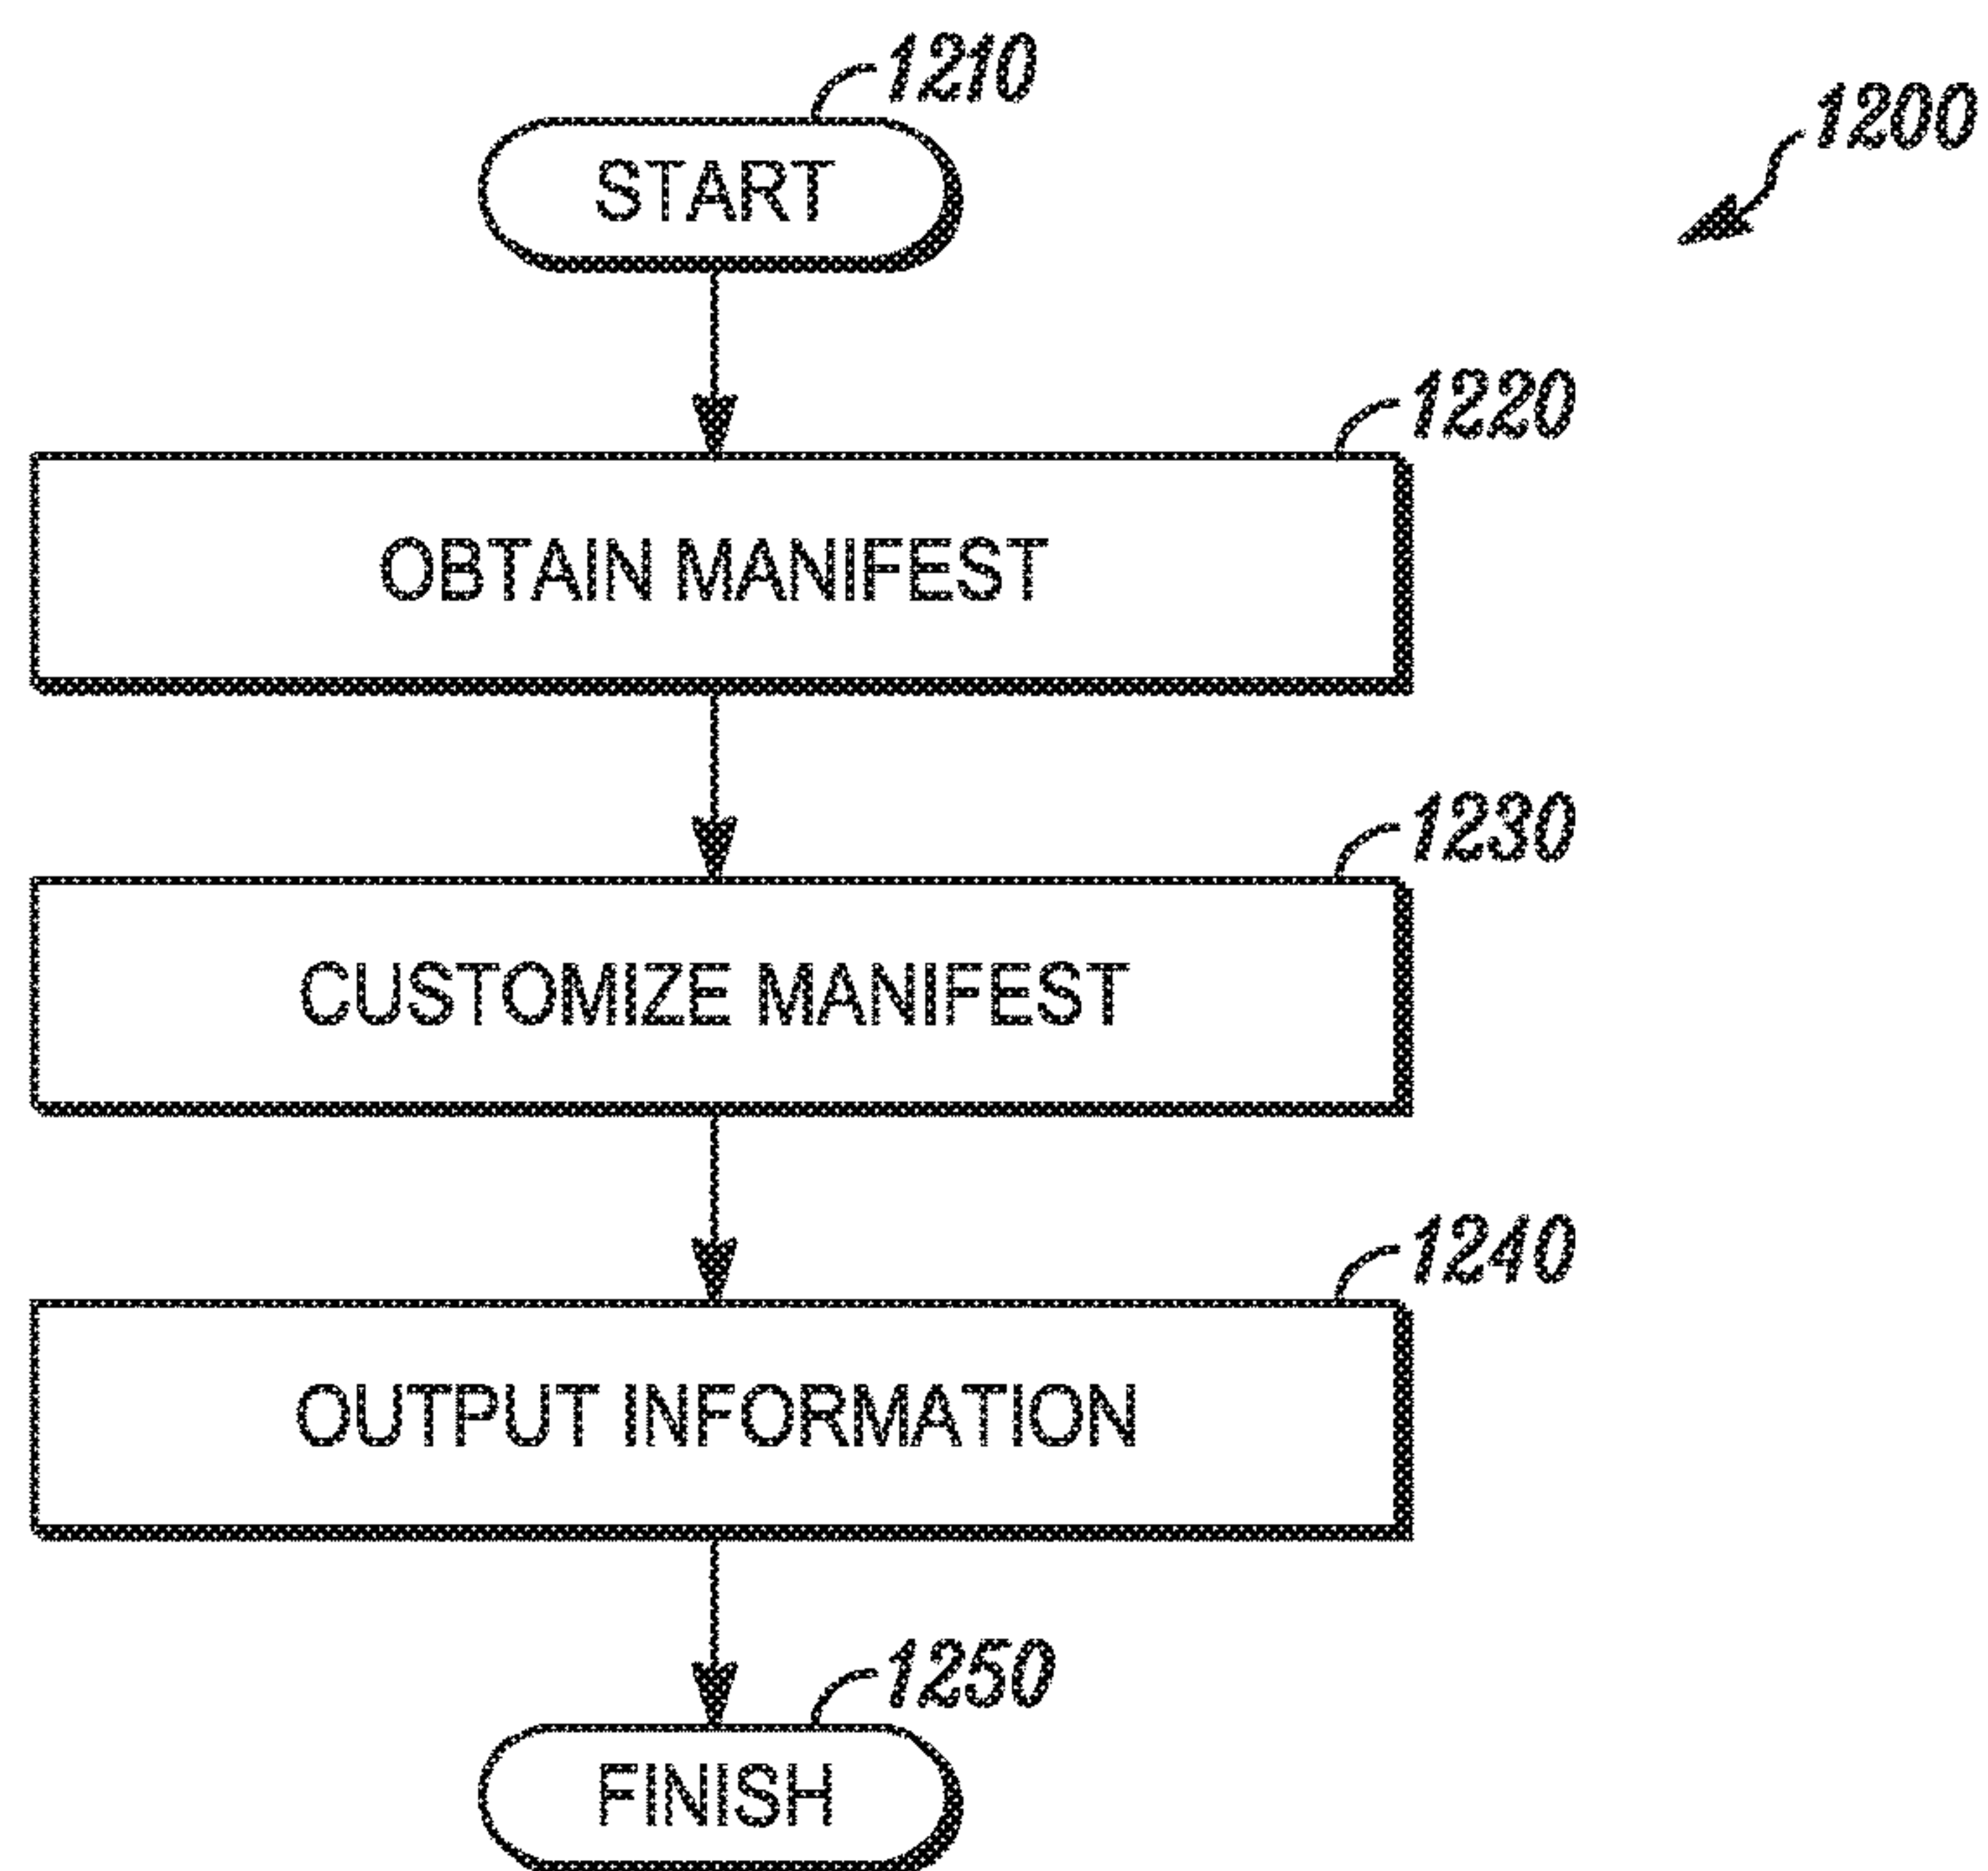 1210
1200
START
1220
OBTAIN MANIFEST
1230
CUSTOMIZE MANIFEST
1240
OUTPUT INFORMATION
1250
FINISH